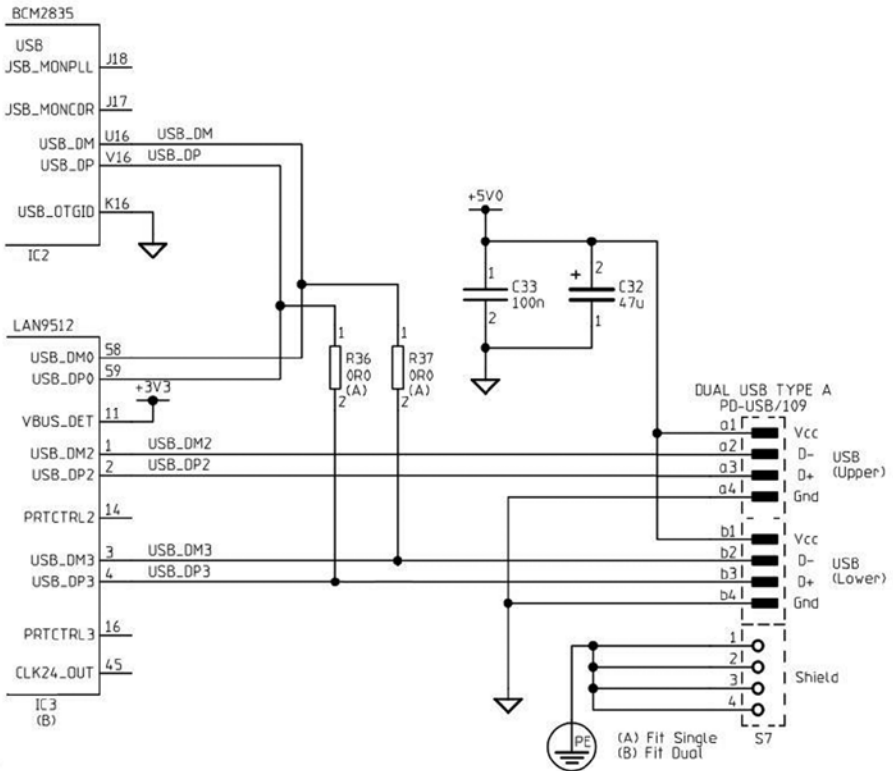 BCM2835
USB
USB_MONPLL J18
USB_MONCDR J17
USB_DM U16 USB_DM
USB_DP V16 USB_DP
USB_OTGID K16
IC2
+5V0
1
C33
100n
2
+ 2
C32
47u
1
LAN9512
USB_DM0 58
USB_DP0 59
+3V3
VBUS_DET 11
USB_DM2 1 USB_DM2
USB_DP2 2 USB_DP2
PRTCTRL2 14
USB_DM3 3 USB_DM3
USB_DP3 4 USB_DP3
PRTCTRL3 16
CLK24_OUT 45
IC3
(B)
1
R36
0R0
(A)
2
1
R37
0R0
(A)
2
DUAL USB TYPE A
PD-USB/109
a1 Vcc
a2 D-
a3 D+
a4 Gnd
USB
(Upper)
b1 Vcc
b2 D-
b3 D+
b4 Gnd
USB
(Lower)
1
2
3
4
Shield
S7
PE
(A) Fit Single
(B) Fit Dual